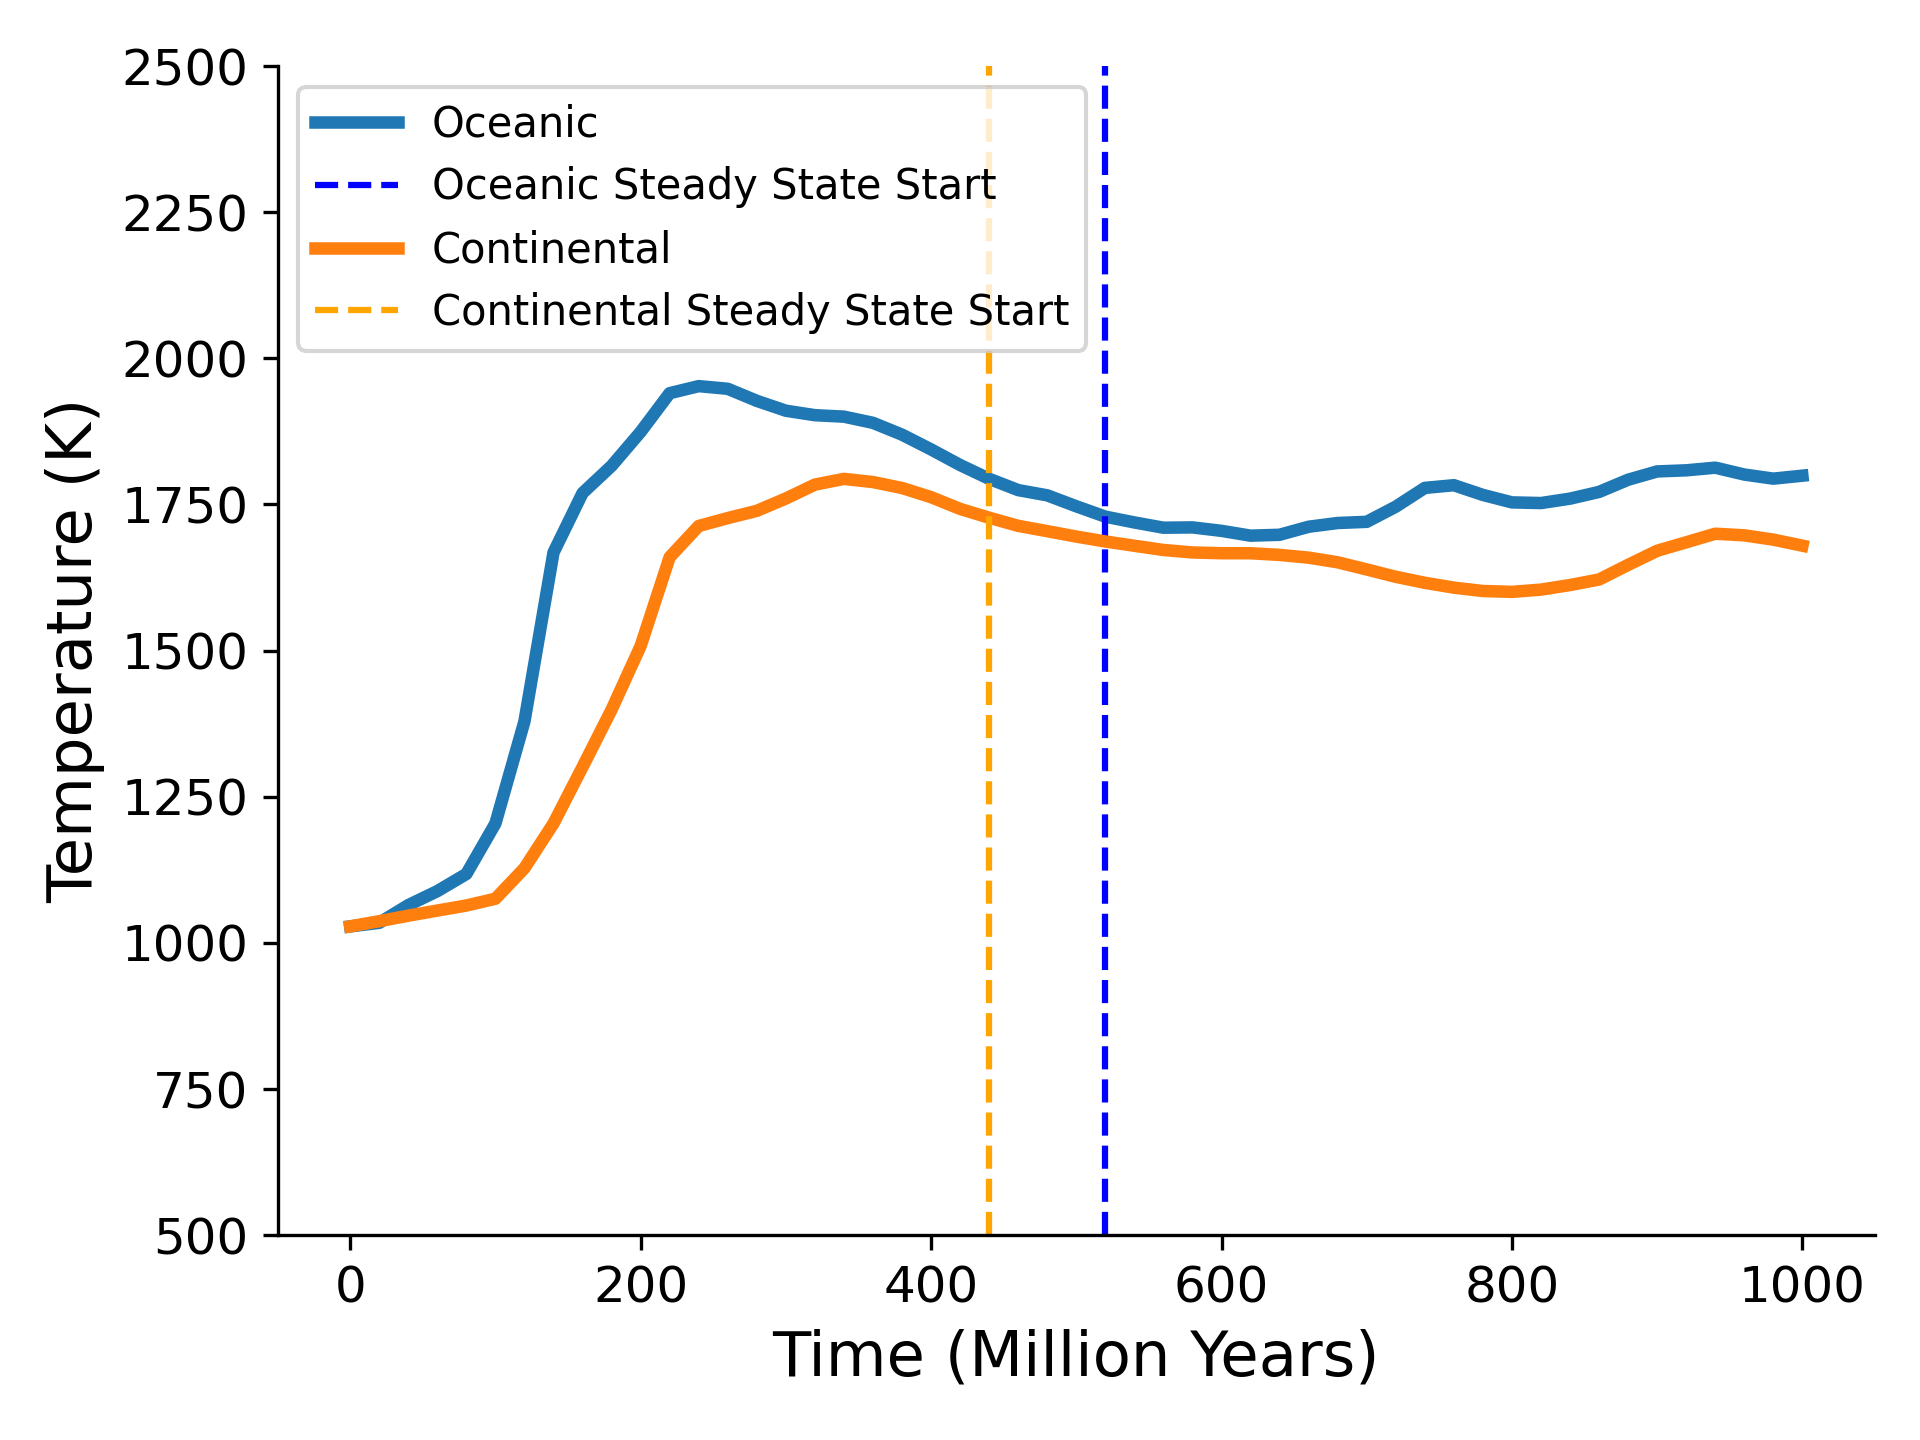 2500
2250
2000
1750
1500
1250
1000
750
500
Temperature (K)
Oceanic
Oceanic Steady State Start
Continental
Continental Steady State Start
0 200 400 600 800 1000
Time (Million Years)